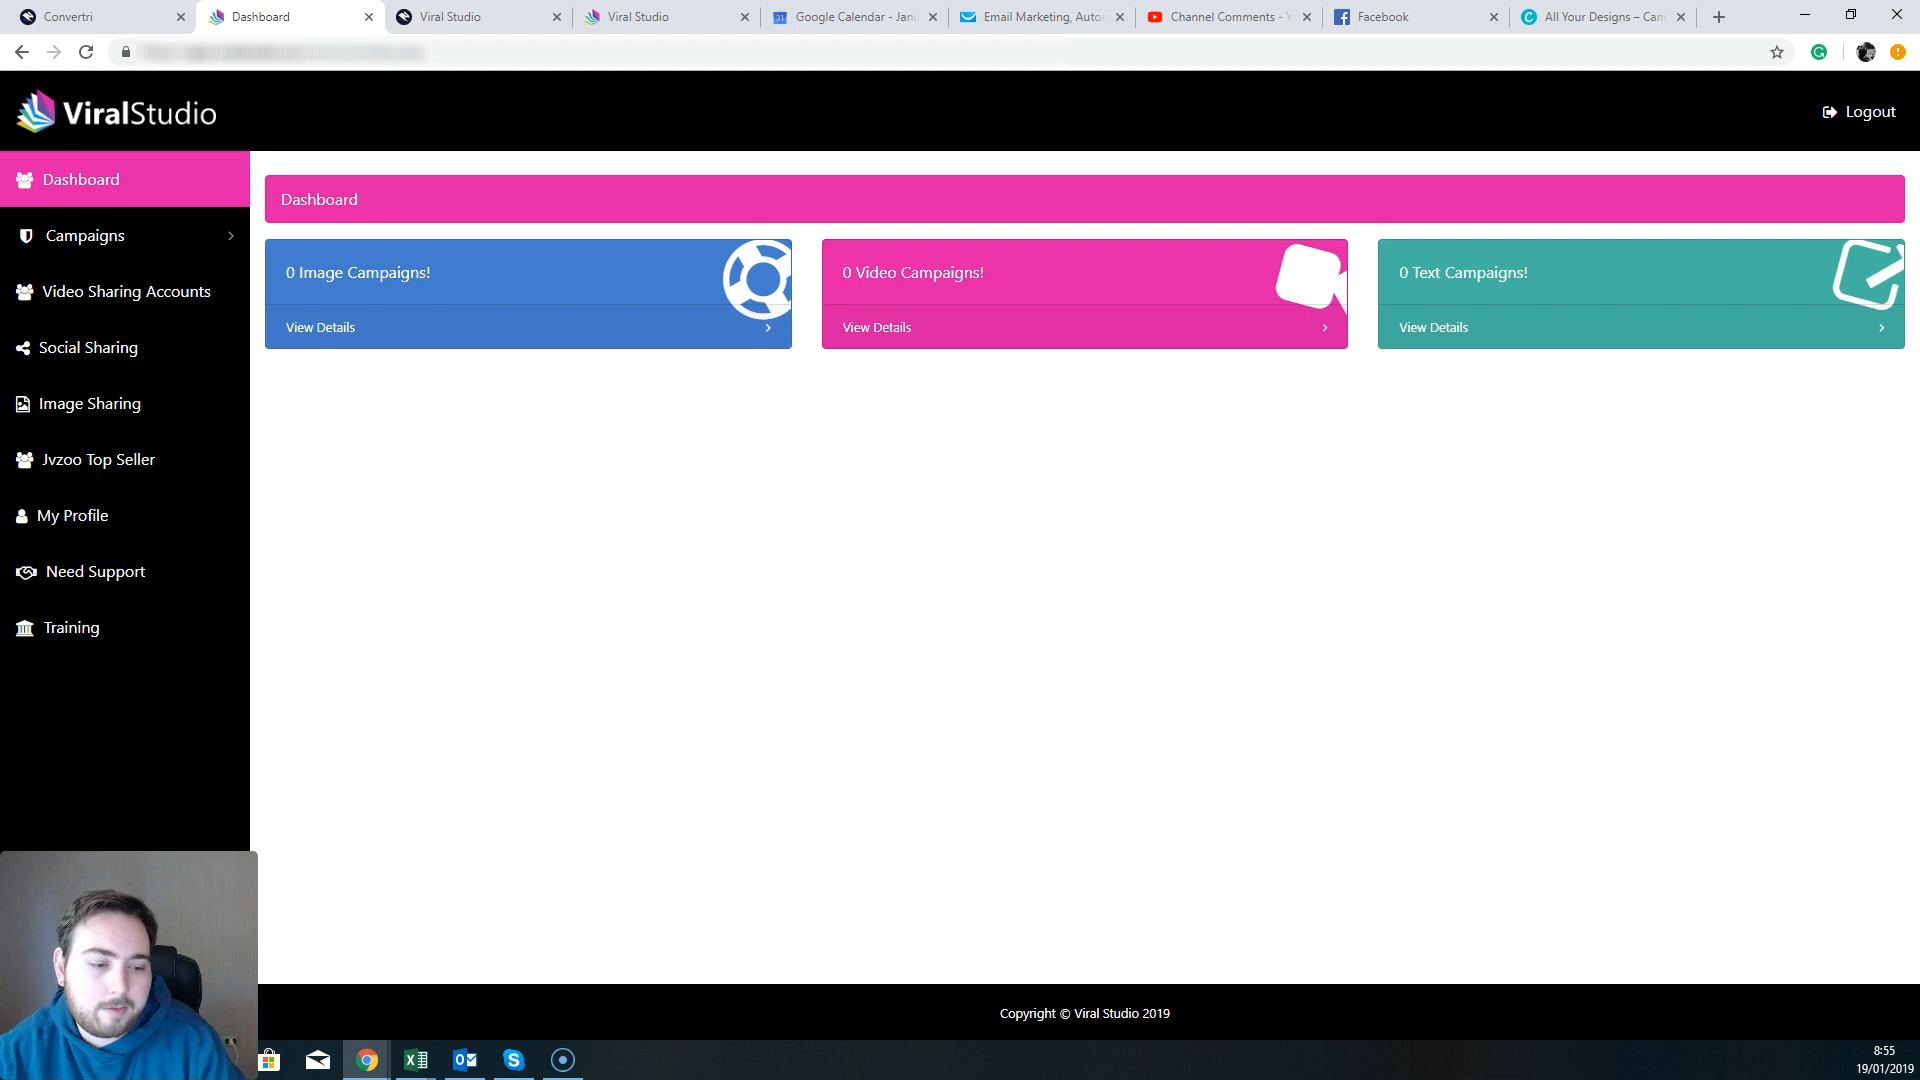 Convertri
Dashboard
Viral Studio
Viral Studio
Google Calendar - Janu
Email Marketing, Autor
Channel Comments - Y
Facebook
All Your Designs – Can
ViralStudio
Logout
Dashboard
Campaigns
Video Sharing Accounts
Social Sharing
Image Sharing
Jvzoo Top Seller
My Profile
Need Support
Training
Dashboard
0 Image Campaigns!
View Details
0 Video Campaigns!
View Details
0 Text Campaigns!
View Details
Copyright © Viral Studio 2019
8:55
19/01/2019